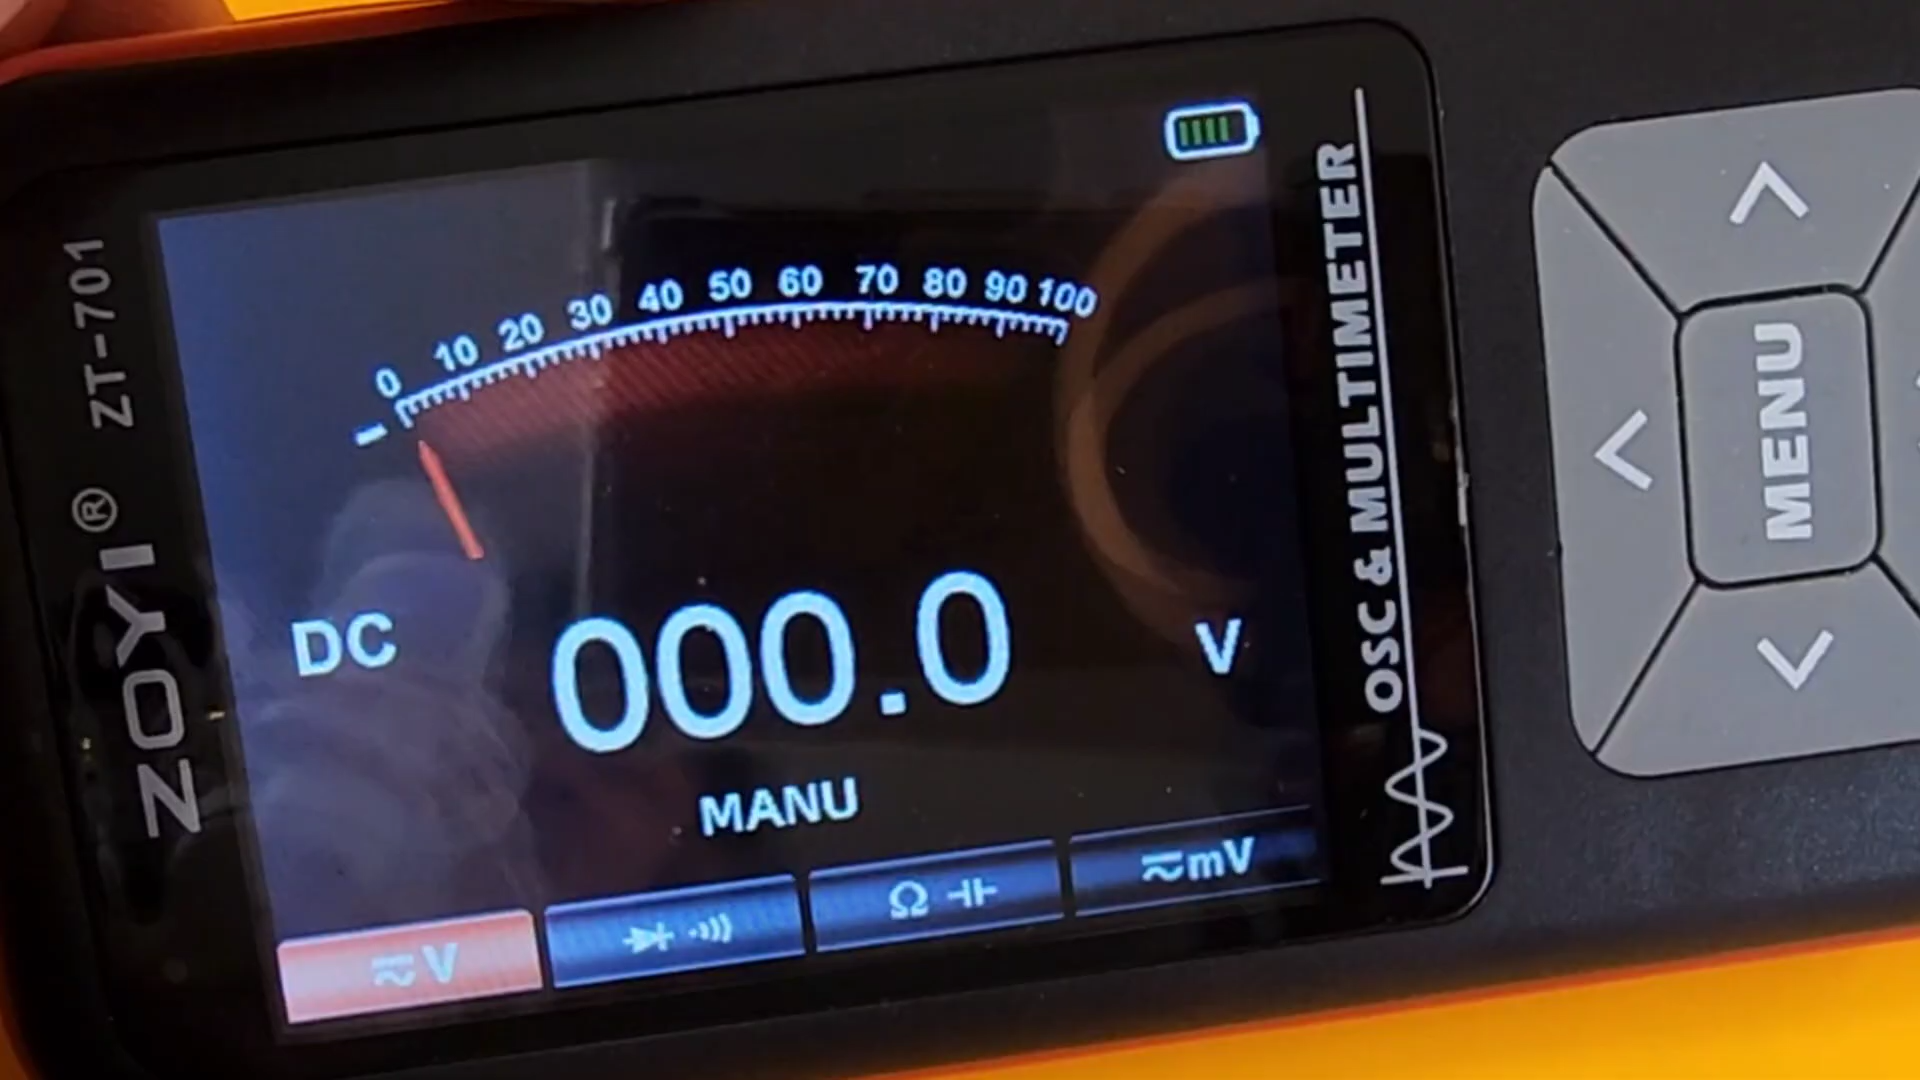 0 10 20 30 40 50 60 70 80 90 100
DC 000.0 V
MANU
≂V
Ω
≂mV
ZOYI® ZT-701
OSC & MULTIMETER
MENU